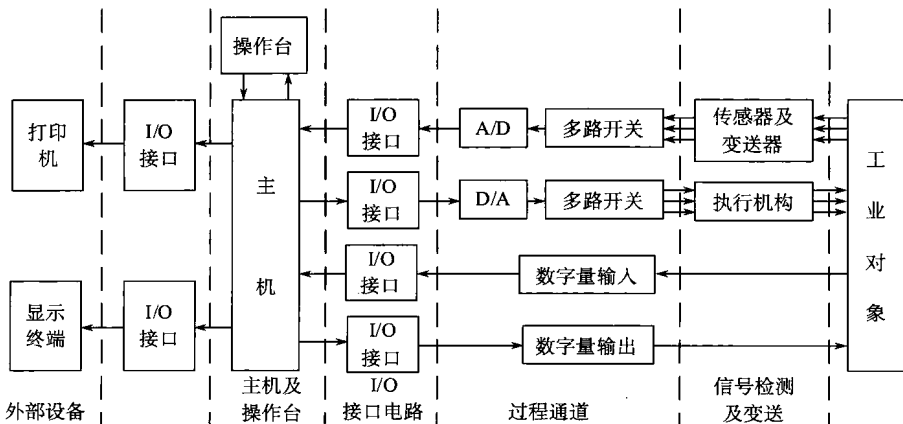 操作台
打印
机
I/O
接口
主
机
I/O
接口
A/D
多路开关
传感器及
变送器
工
业
对
象
I/O
接口
D/A
多路开关
执行机构
I/O
接口
数字量输入
显示
终端
I/O
接口
I/O
接口
数字量输出
外部设备
主机及
操作台
I/O
接口电路
过程通道
信号检测
及变送